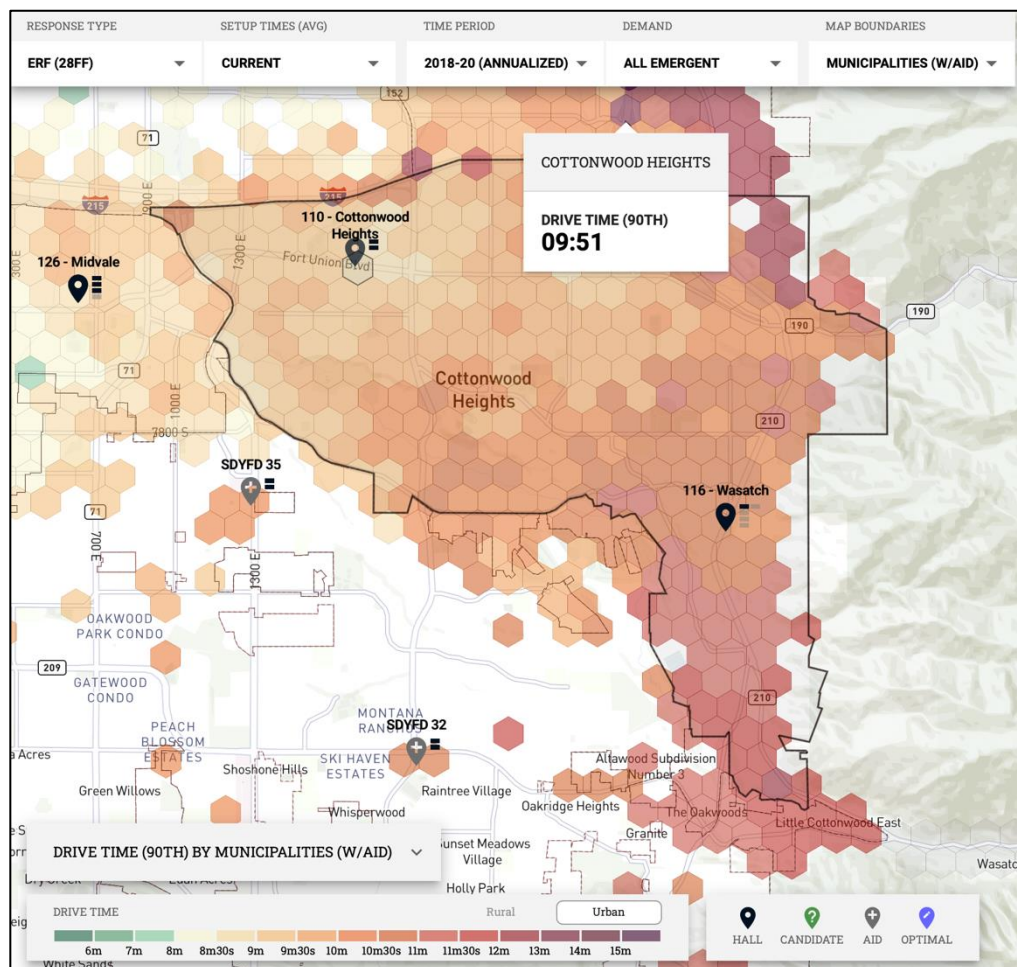 RESPONSE TYPE
SETUP TIMES (AVG)
TIME PERIOD
DEMAND
MAP BOUNDARIES
ERF (28FF)
CURRENT
2018-20 (ANNUALIZED)
ALL EMERGENT
MUNICIPALITIES (W/AID)
152
71
COTTONWOOD HEIGHTS
DRIVE TIME (90TH)
09:51
215
900 E
215
110 - Cottonwood
Heights
126 - Midvale
300 E
1300 E
Fort Union Blvd
190
190
71
Cottonwood
Heights
1000 E
7800 S
210
SDYFD 35
116 - Wasatch
71
700 E
1300 E
OAKWOOD
PARK CONDO
209
GATEWOOD
CONDO
210
MONTANA
SDYFD 32
PEACH
BLOSSOM
ESTATES
Acres
Shoshone Hills
SKI HAVEN
ESTATES
Altawood Subdivision
Number 3
Green Willows
Raintree Village
Oakridge Heights
The Oakwoods
Whisperwood
Granite
Little Cottonwood East
DRIVE TIME (90TH) BY MUNICIPALITIES (W/AID)
Sunset Meadows
Village
Holly Park
DRIVE TIME
Rural
Urban
6m
7m
8m
8m30s
9m
9m30s
10m
10m30s
11m
11m30s
12m
13m
14m
15m
HALL
CANDIDATE
AID
OPTIMAL
White Sands